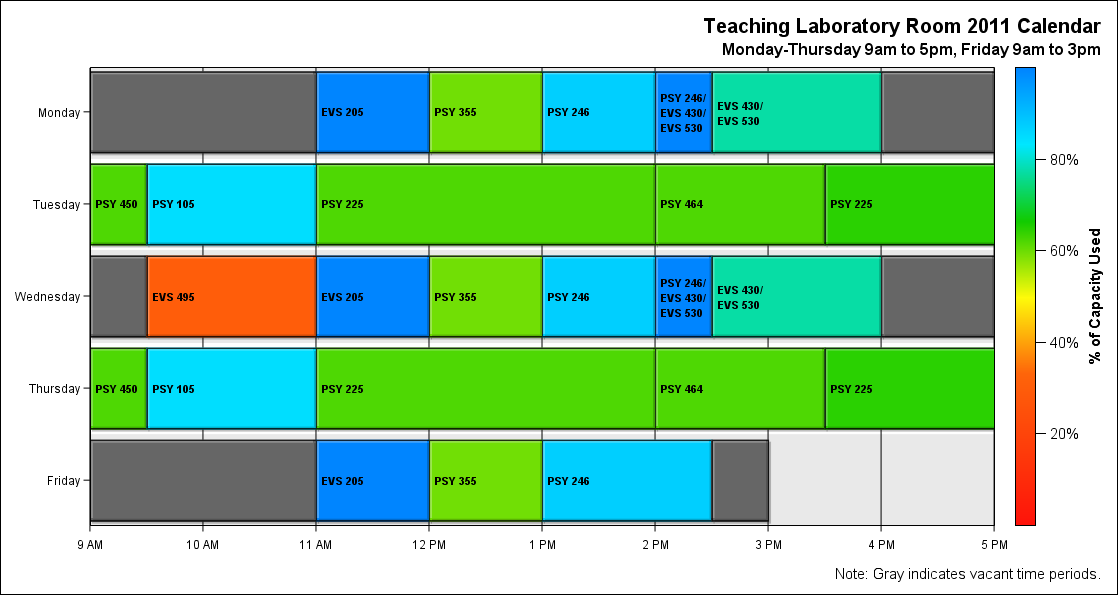 Teaching Laboratory Room 2011 Calendar
Monday-Thursday 9am to 5pm, Friday 9am to 3pm
Monday
EVS 205
PSY 355
PSY 246
PSY 246/
EVS 430/
EVS 530
EVS 430/
EVS 530
Tuesday
PSY 450
PSY 105
PSY 225
PSY 464
PSY 225
Wednesday
EVS 495
EVS 205
PSY 355
PSY 246
PSY 246/
EVS 430/
EVS 530
EVS 430/
EVS 530
Thursday
PSY 450
PSY 105
PSY 225
PSY 464
PSY 225
Friday
EVS 205
PSY 355
PSY 246
9 AM
10 AM
11 AM
12 PM
1 PM
2 PM
3 PM
4 PM
5 PM
80%
60%
40%
20%
% of Capacity Used
Note: Gray indicates vacant time periods.